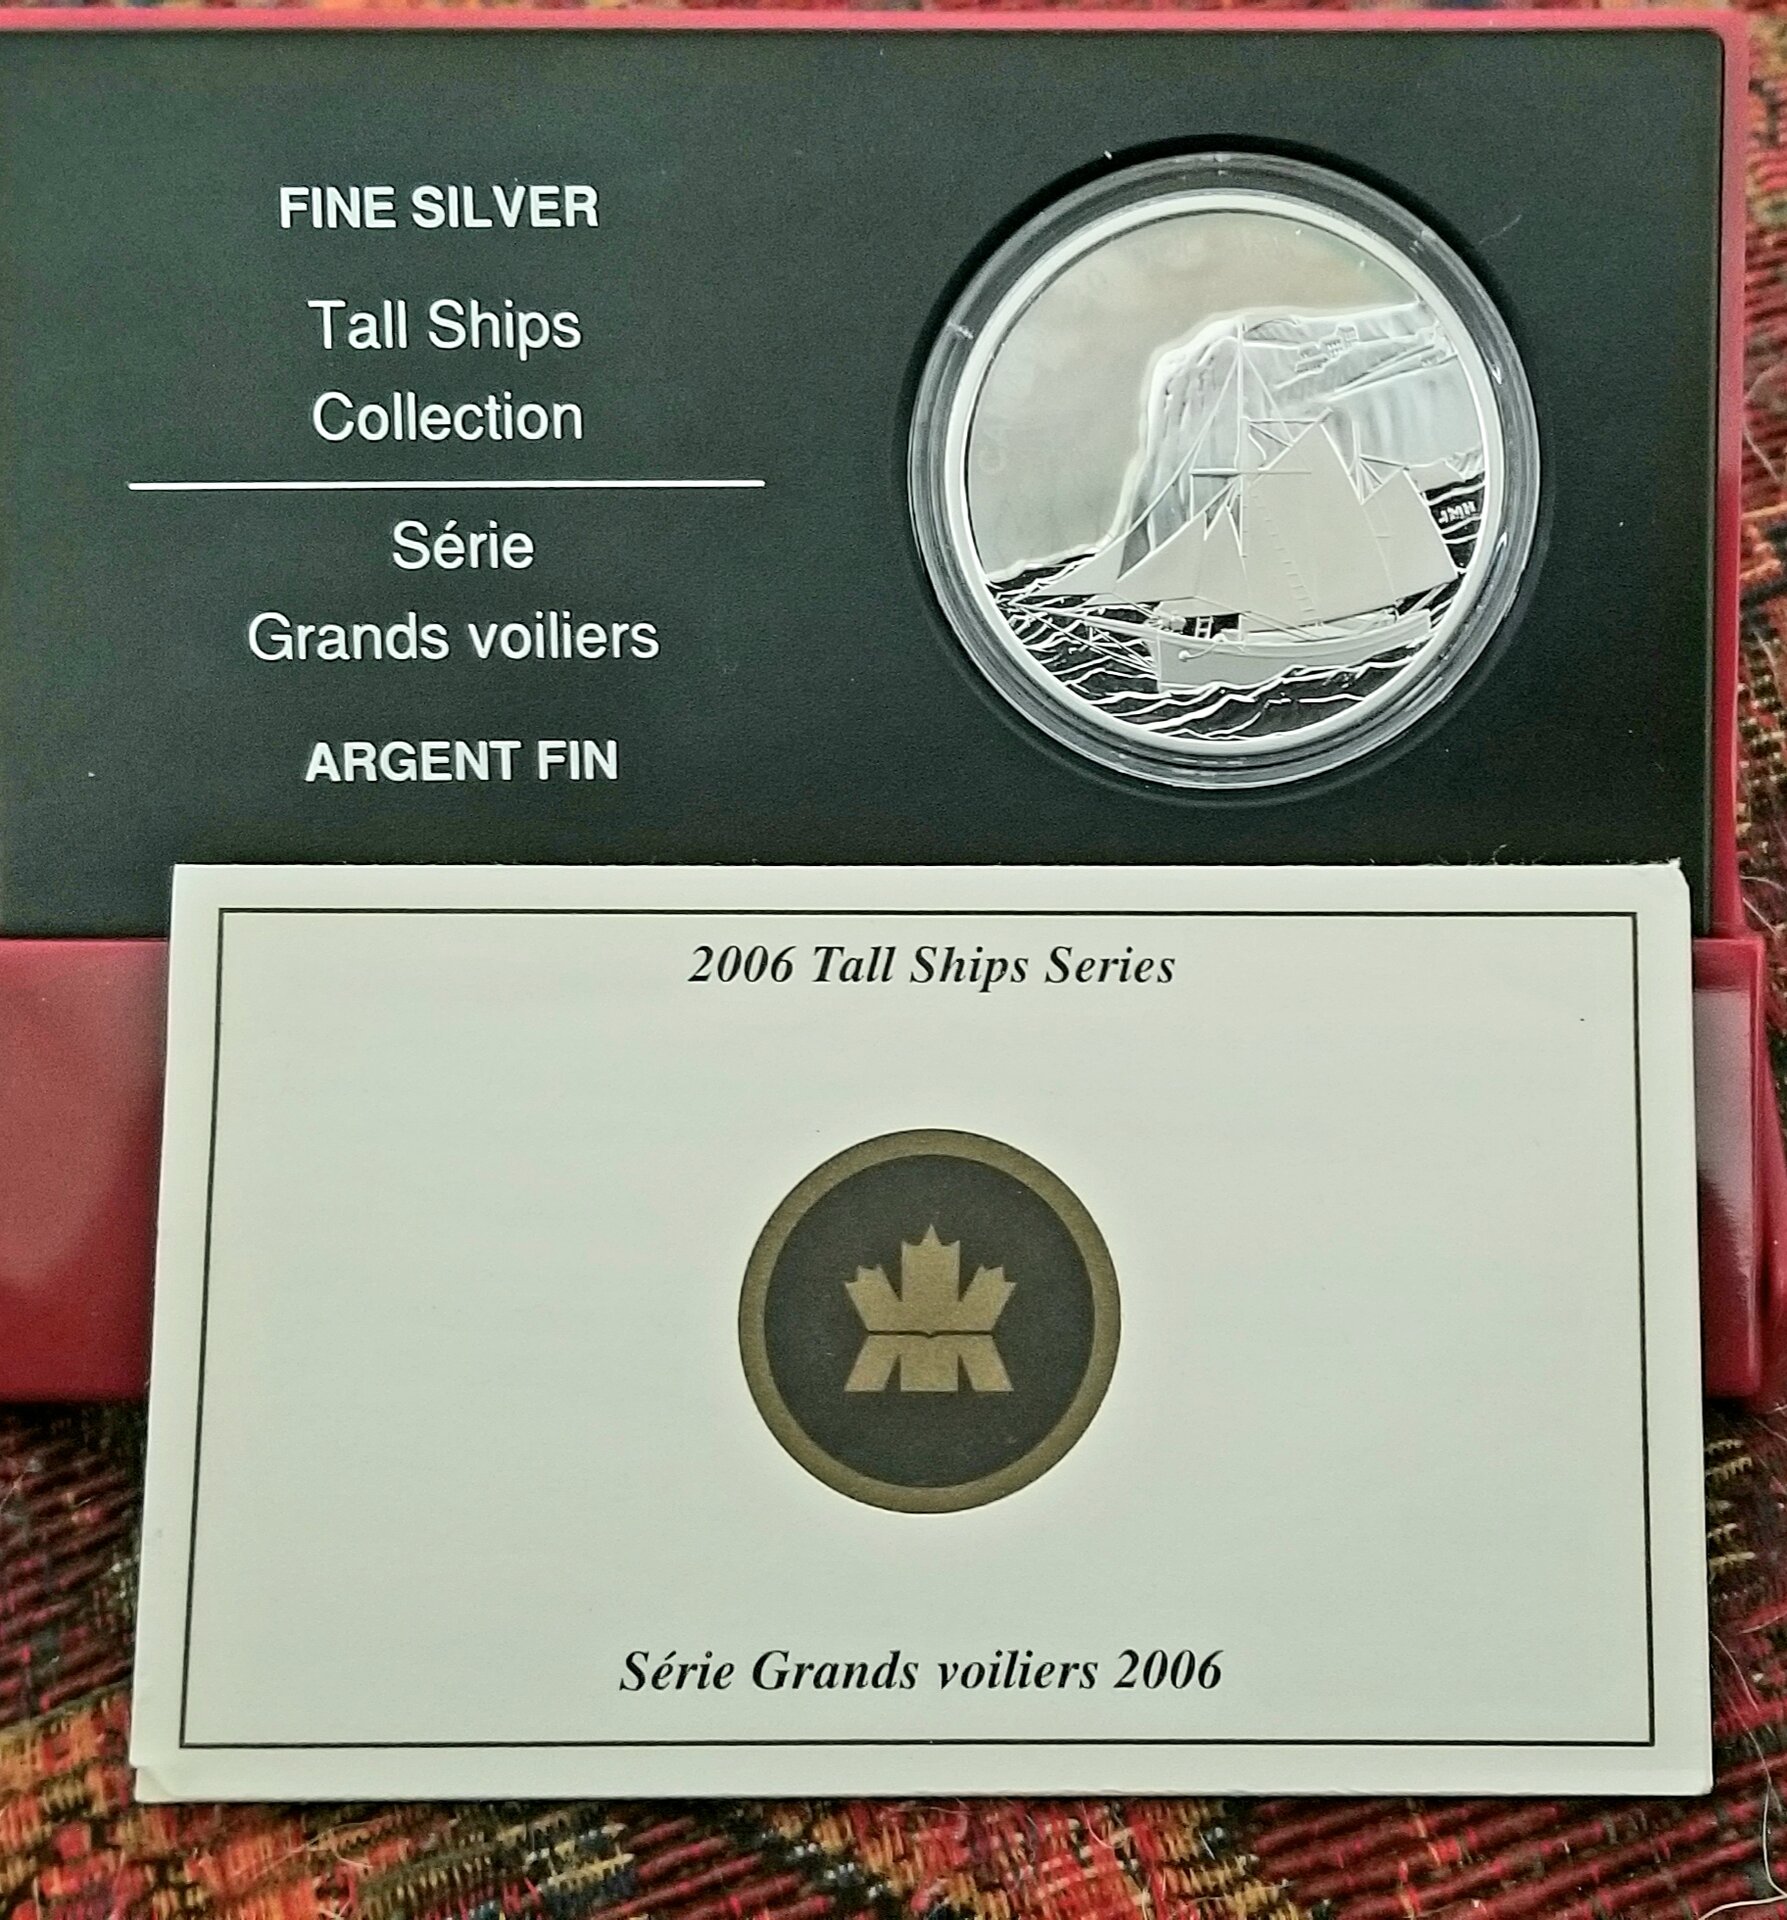 FINE SILVER
Tall Ships
Collection
Série
Grands voiliers
ARGENT FIN
2006 Tall Ships Series
Série Grands voiliers 2006